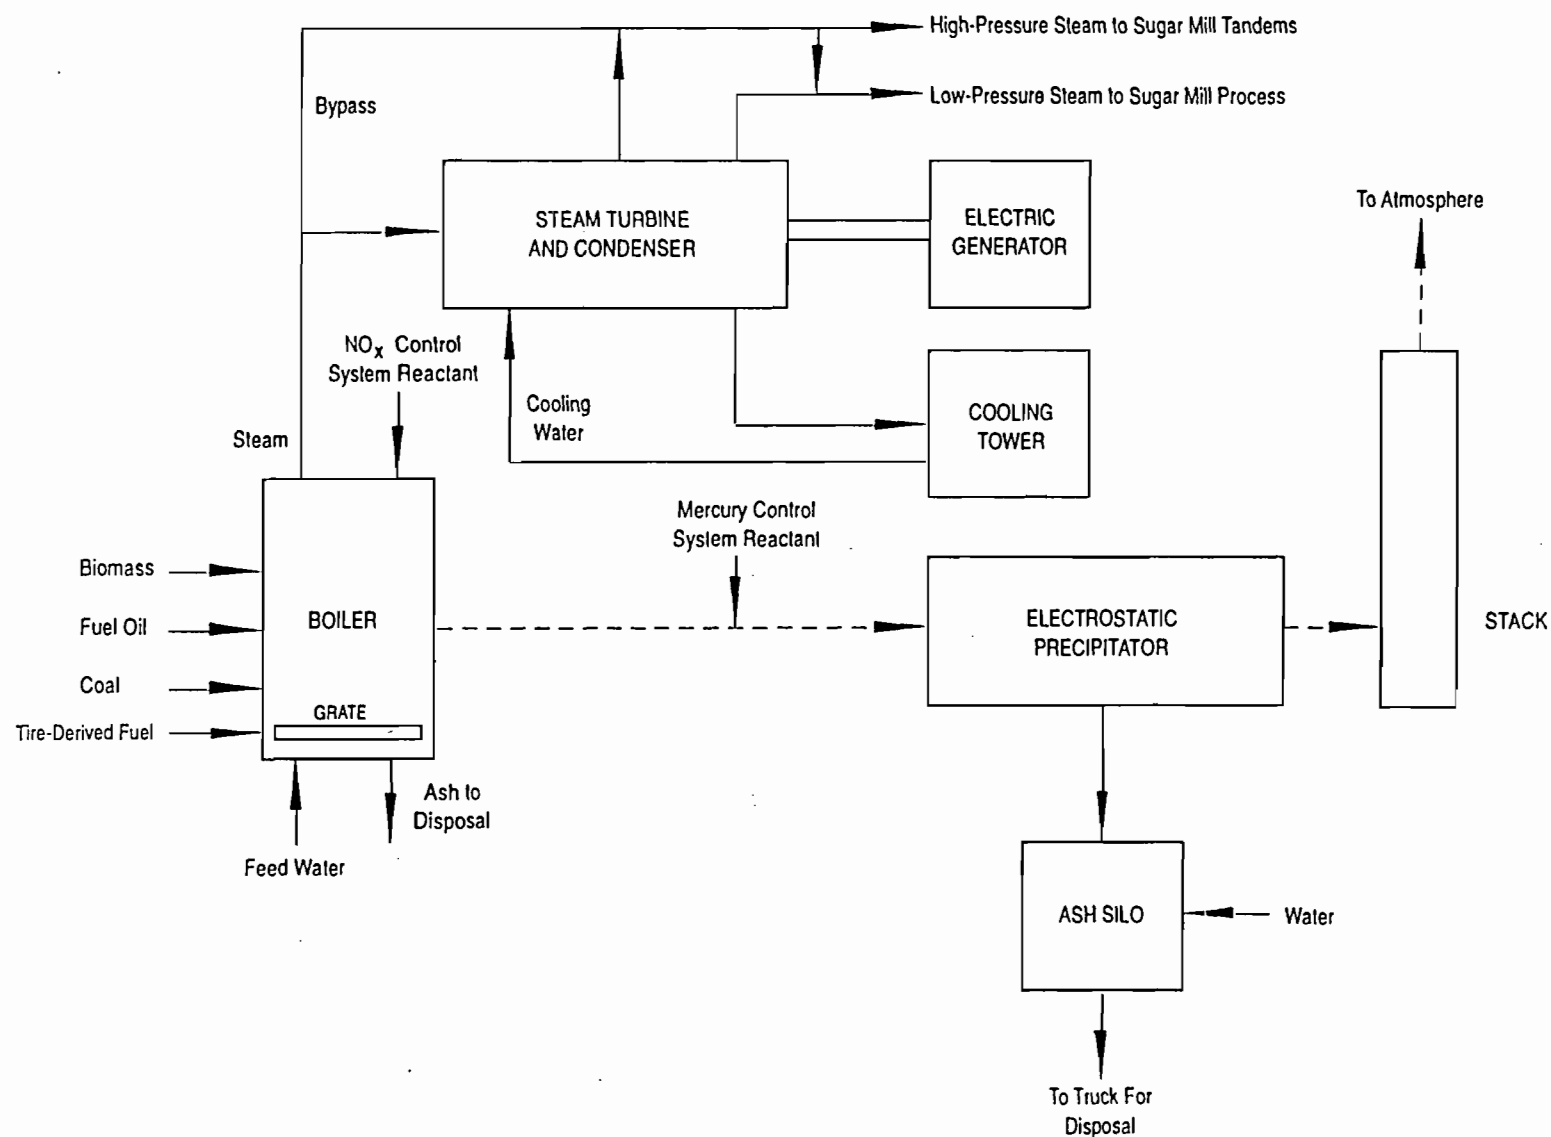 High-Pressure Steam to Sugar Mill Tandems
Low-Pressure Steam to Sugar Mill Process
Bypass
STEAM TURBINE
AND CONDENSER
ELECTRIC
GENERATOR
To Atmosphere
NOx Control
System Reactant
Cooling
Water
COOLING
TOWER
Steam
Mercury Control
System Reactant
Biomass
Fuel Oil
Coal
Tire-Derived Fuel
BOILER
GRATE
ELECTROSTATIC
PRECIPITATOR
STACK
Ash to
Disposal
Feed Water
ASH SILO
Water
To Truck For
Disposal